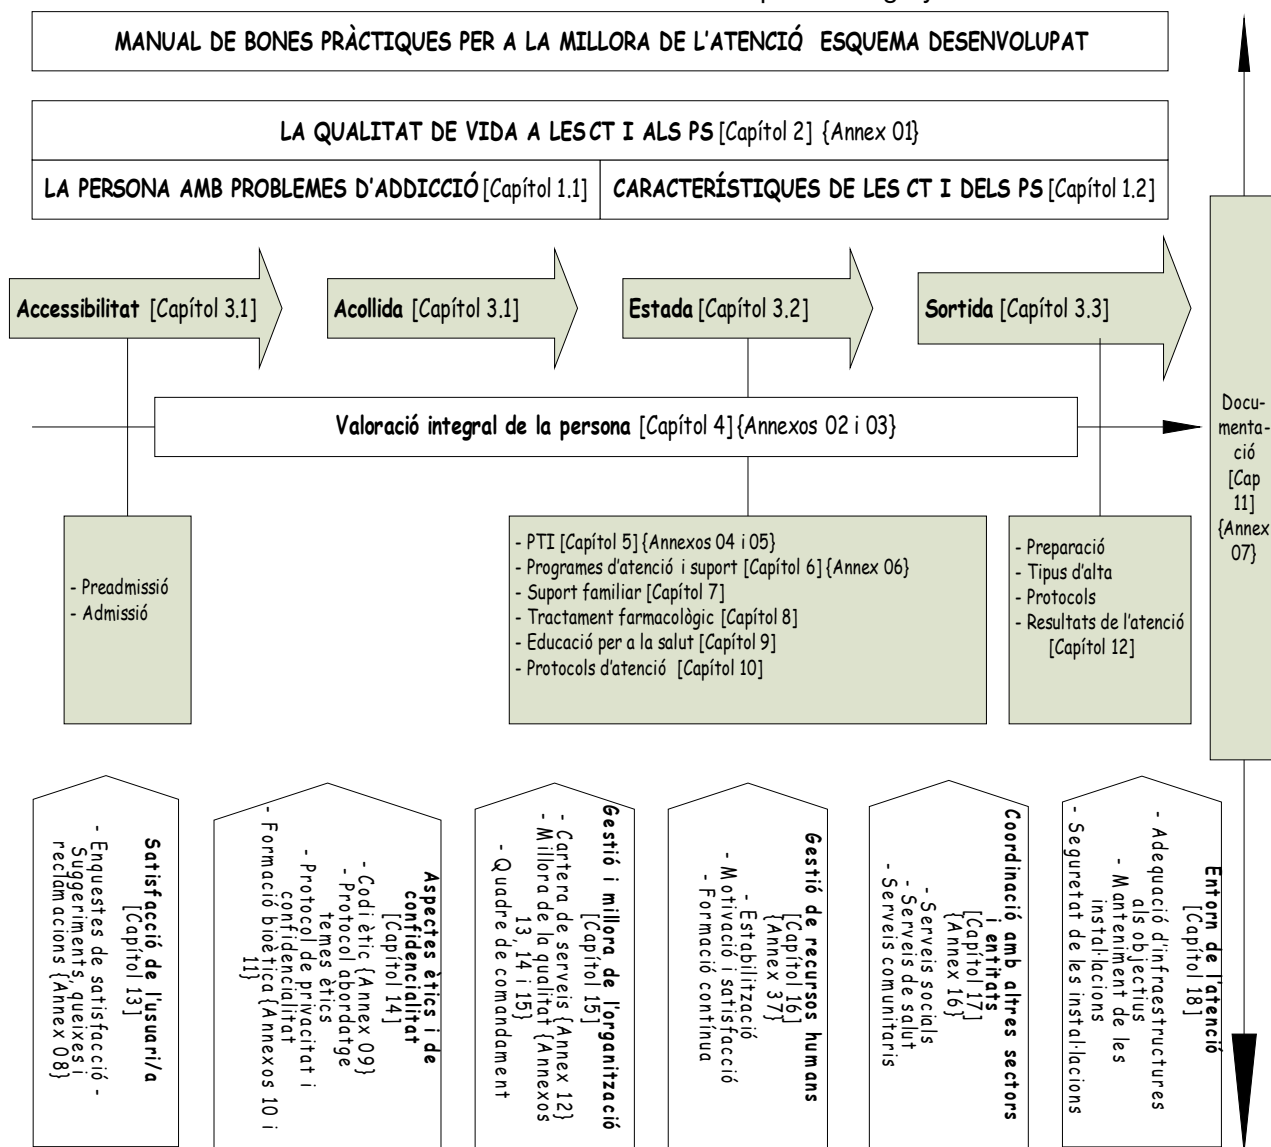 MANUAL DE BONES PRÀCTIQUES PER A LA MILLORA DE L'ATENCIÓ ESQUEMA DESENVOLUPAT
LA QUALITAT DE VIDA A LES CT I ALS PS [Capítol 2] {Annex 01}
LA PERSONA AMB PROBLEMES D'ADDICCIÓ [Capítol 1.1]
CARACTERÍSTIQUES DE LES CT I DELS PS [Capítol 1.2]
Accessibilitat [Capítol 3.1]
Acollida [Capítol 3.1]
Estada [Capítol 3.2]
Sortida [Capítol 3.3]
Valoració integral de la persona [Capítol 4] {Annexos 02 i 03}
Docu-
menta-
ció
[Cap
11]
{Annex
07}
- Preadmissió
- Admissió
- PTI [Capítol 5] {Annexos 04 i 05}
- Programes d'atenció i suport [Capítol 6] {Annex 06}
- Suport familiar [Capítol 7]
- Tractament farmacològic [Capítol 8]
- Educació per a la salut [Capítol 9]
- Protocols d'atenció [Capítol 10]
- Preparació
- Tipus d'alta
- Protocols
- Resultats de l'atenció
[Capítol 12]
Satisfacció de l'usuari/a
[Capítol 13]
- Enquestes de satisfacció -
Suggeriments, queixes i
reclamacions {Annex 08}
Aspectes ètics i de
confidencialitat
[Capítol 14]
- Codi ètic {Annex 09}
- Protocol abordatge
temes ètics
- Protocol de privacitat i
confidencialitat
- Formació bioètica {Annexos 10 i
11}
Gestió i millora de l'organització
[Capítol 15]
- Cartera de serveis {Annex 12}
- Millora de la qualitat {Annexos
13, 14 i 15}
- Quadre de comandament
Gestió de recursos humans
[Capítol 16]
{Annex 37}
- Estabilització
- Motivació i satisfacció
- Formació contínua
Coordinació amb altres sectors
i entitats
[Capítol 17]
{Annex 16}
- Serveis socials
- Serveis de salut
- Serveis comunitaris
Entorn de l'atenció
[Capítol 18]
- Adequació d'infraestructures
als objectius
- Manteniment de les
instal·lacions
- Seguretat de les instal·lacions